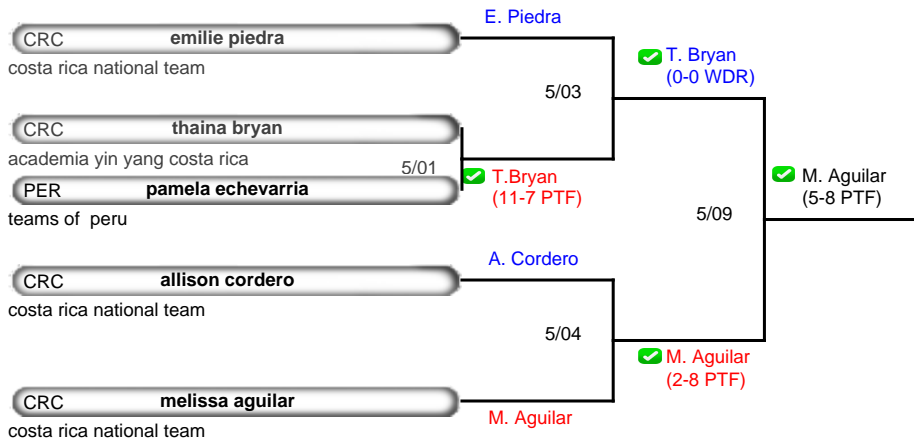 E. Piedra
CRC emilie piedra
costa rica national team
T. Bryan
(0-0 WDR)
5/03
CRC thaina bryan
academia yin yang costa rica
5/01
T.Bryan
(11-7 PTF)
PER pamela echevarria
teams of peru
M. Aguilar
(5-8 PTF)
5/09
A. Cordero
CRC allison cordero
costa rica national team
5/04
M. Aguilar
(2-8 PTF)
CRC melissa aguilar
M. Aguilar
costa rica national team